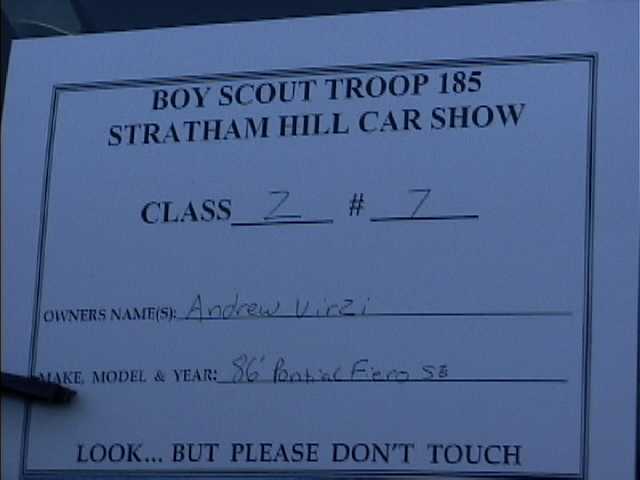 BOY SCOUT TROOP 185
STRATHAM HILL CAR SHOW
CLASS Z # 7
OWNERS NAME(S): Andrew Virzi
MAKE, MODEL & YEAR: 86' Pontiac Fiero SE
LOOK... BUT PLEASE DON'T TOUCH